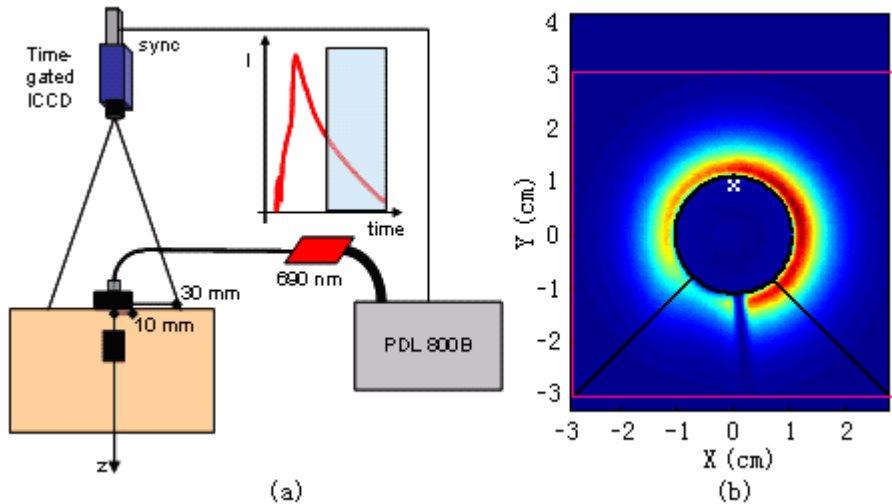 Time-
gated
ICCD
sync
I
time
690 nm
30 mm
10 mm
PDL 800B
z
(a)
4
3
2
1
0
-1
-2
-3
Y (cm)
x
-3 -2 -1 0 1 2
X (cm)
(b)